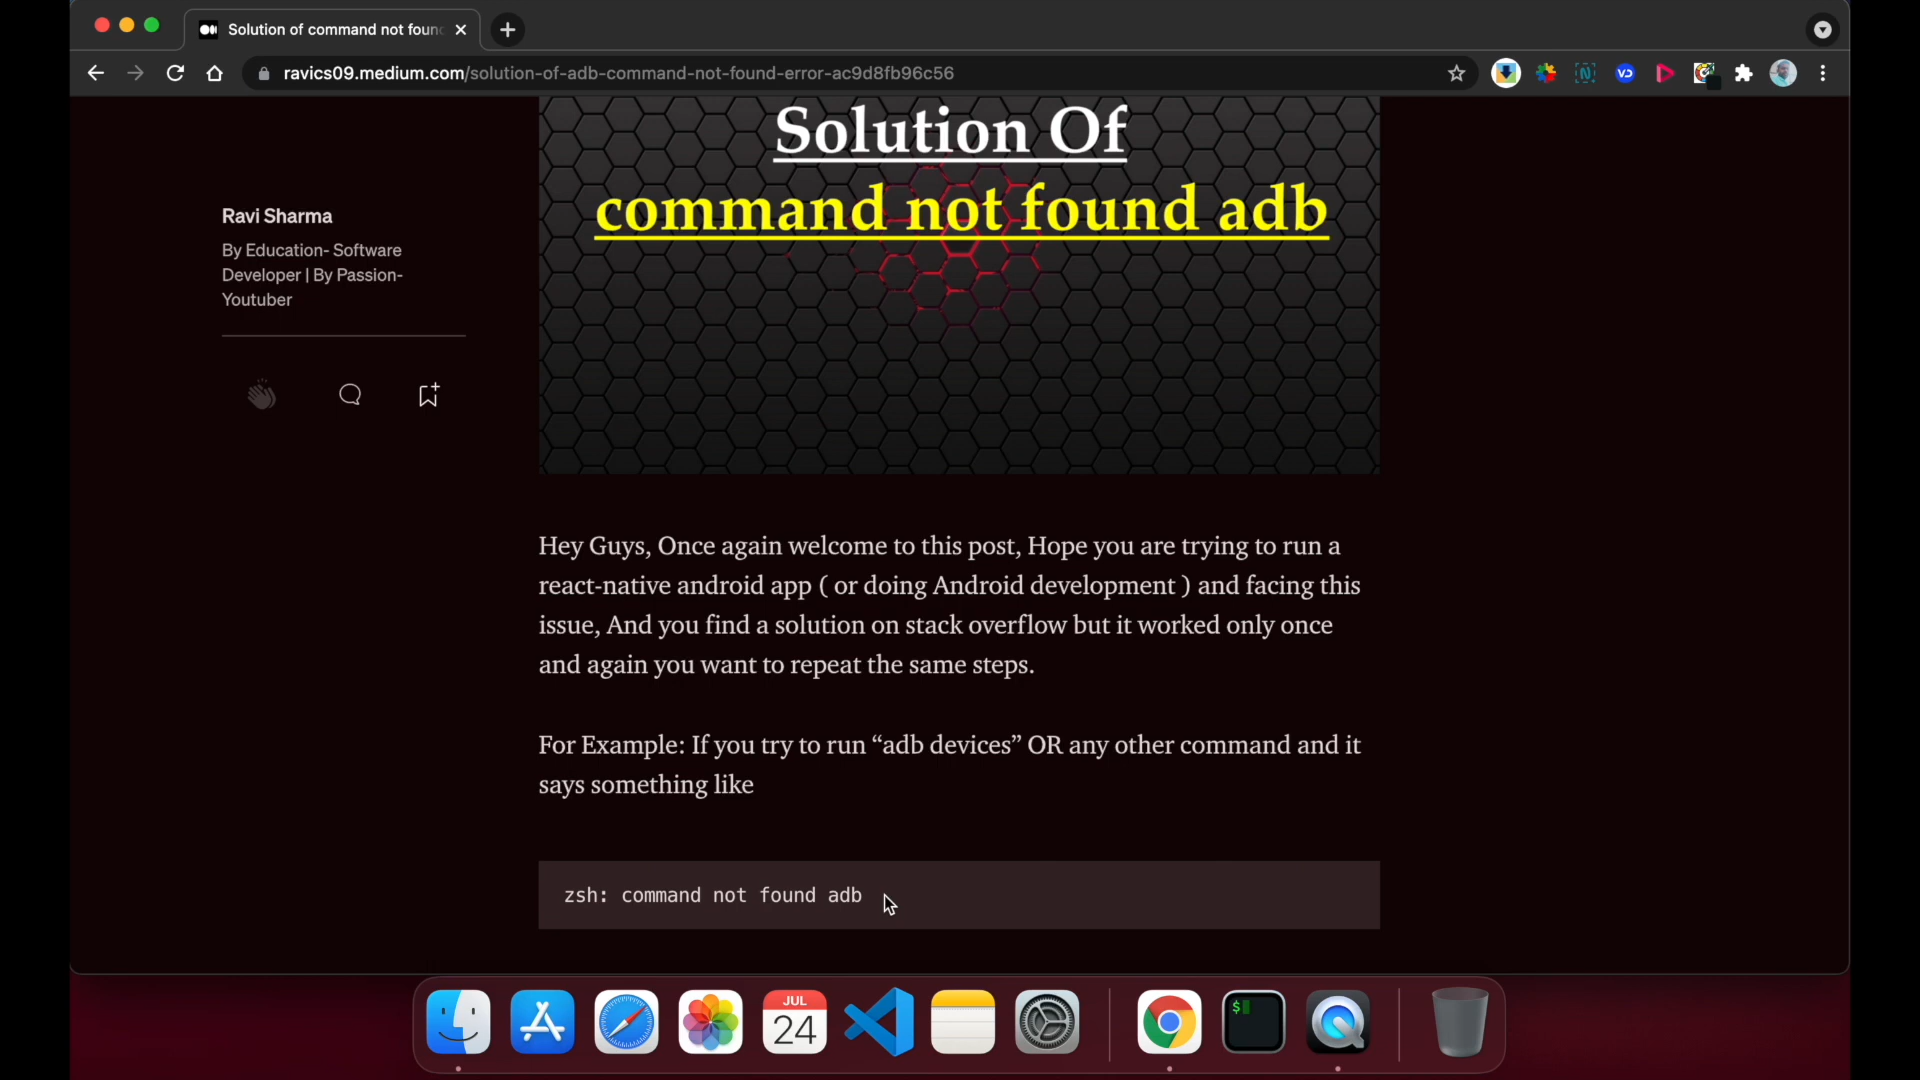 Solution of command not foun
ravics09.medium.com/solution-of-adb-command-not-found-error-ac9d8fb96c56
VD
Solution Of
command not found adb
Ravi Sharma
By Education- Software
Developer | By Passion-
Youtuber
Hey Guys, Once again welcome to this post, Hope you are trying to run a
react-native android app ( or doing Android development ) and facing this
issue, And you find a solution on stack overflow but it worked only once
and again you want to repeat the same steps.
For Example: If you try to run “adb devices” OR any other command and it
says something like
zsh: command not found adb
JUL
24
$